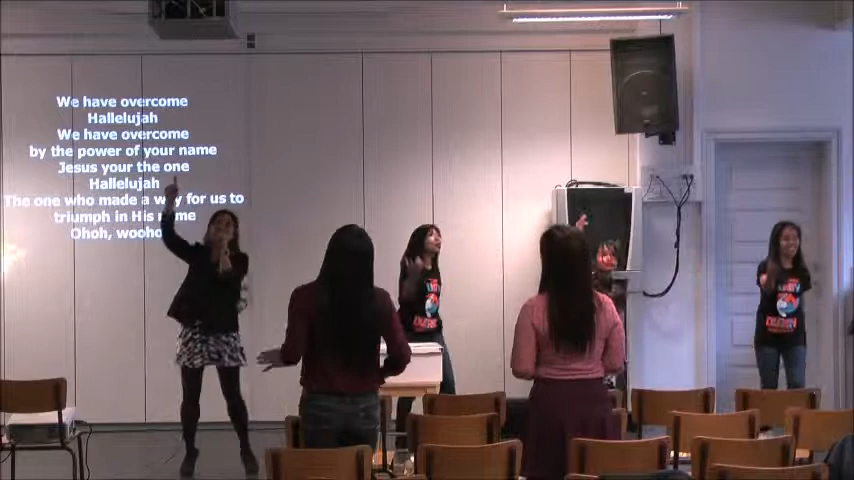 We have overcome
Hallelujah
We have overcome
by the power of your name
Jesus your the one
Hallelujah
The one who made a way for us to
triumph in His name
Ohoh, woohh